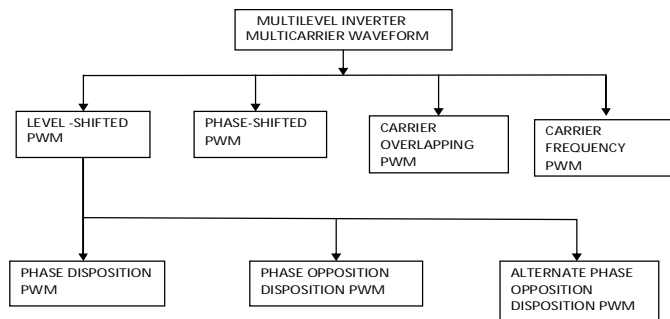 MULTILEVEL INVERTER
MULTICARRIER WAVEFORM
LEVEL -SHIFTED
PWM
PHASE-SHIFTED
PWM
CARRIER
OVERLAPPING
PWM
CARRIER
FREQUENCY
PWM
PHASE DISPOSITION
PWM
PHASE OPPOSITION
DISPOSITION PWM
ALTERNATE PHASE
OPPOSITION
DISPOSITION PWM